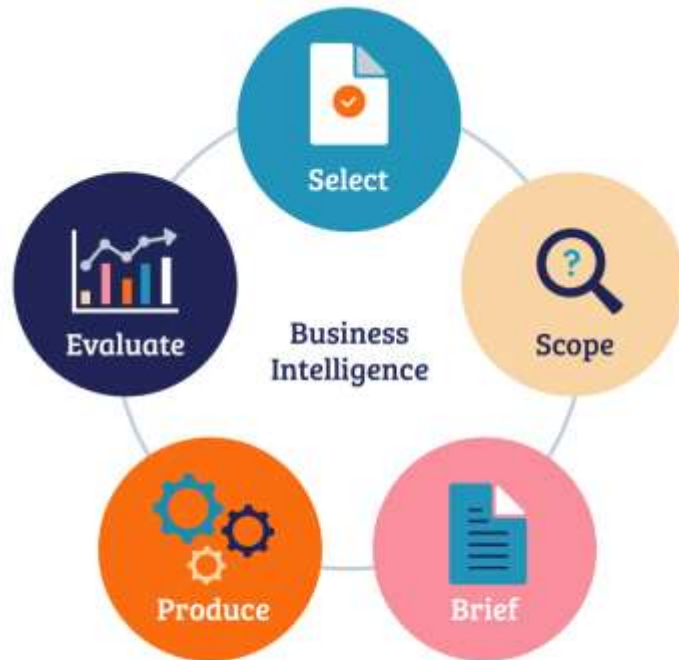 Select
Scope
Brief
Produce
Evaluate
Business
Intelligence
?